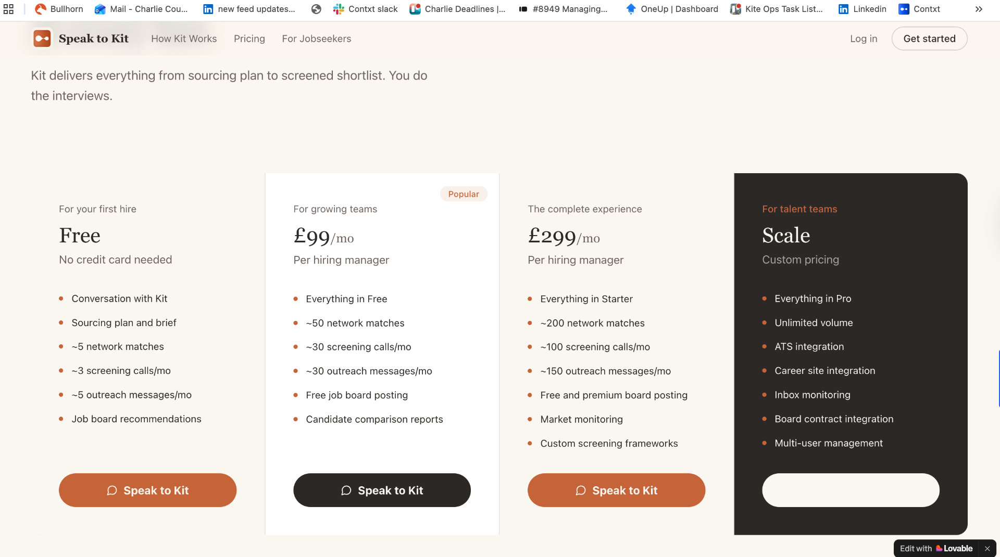 Bullhorn
Mail - Charlie Cou...
new feed updates...
Contxt slack
Charlie Deadlines |...
#8949 Managing...
OneUp | Dashboard
Kite Ops Task List...
Linkedin
Contxt
Speak to Kit
How Kit Works
Pricing
For Jobseekers
Log in
Get started
Kit delivers everything from sourcing plan to screened shortlist. You do
the interviews.
For your first hire
Free
No credit card needed
Conversation with Kit
Sourcing plan and brief
~5 network matches
~3 screening calls/mo
~5 outreach messages/mo
Job board recommendations
Speak to Kit
Popular
For growing teams
£99/mo
Per hiring manager
Everything in Free
~50 network matches
~30 screening calls/mo
~30 outreach messages/mo
Free job board posting
Candidate comparison reports
Speak to Kit
The complete experience
£299/mo
Per hiring manager
Everything in Starter
~200 network matches
~100 screening calls/mo
~150 outreach messages/mo
Free and premium board posting
Market monitoring
Custom screening frameworks
Speak to Kit
For talent teams
Scale
Custom pricing
Everything in Pro
Unlimited volume
ATS integration
Career site integration
Inbox monitoring
Board contract integration
Multi-user management
Edit with Lovable